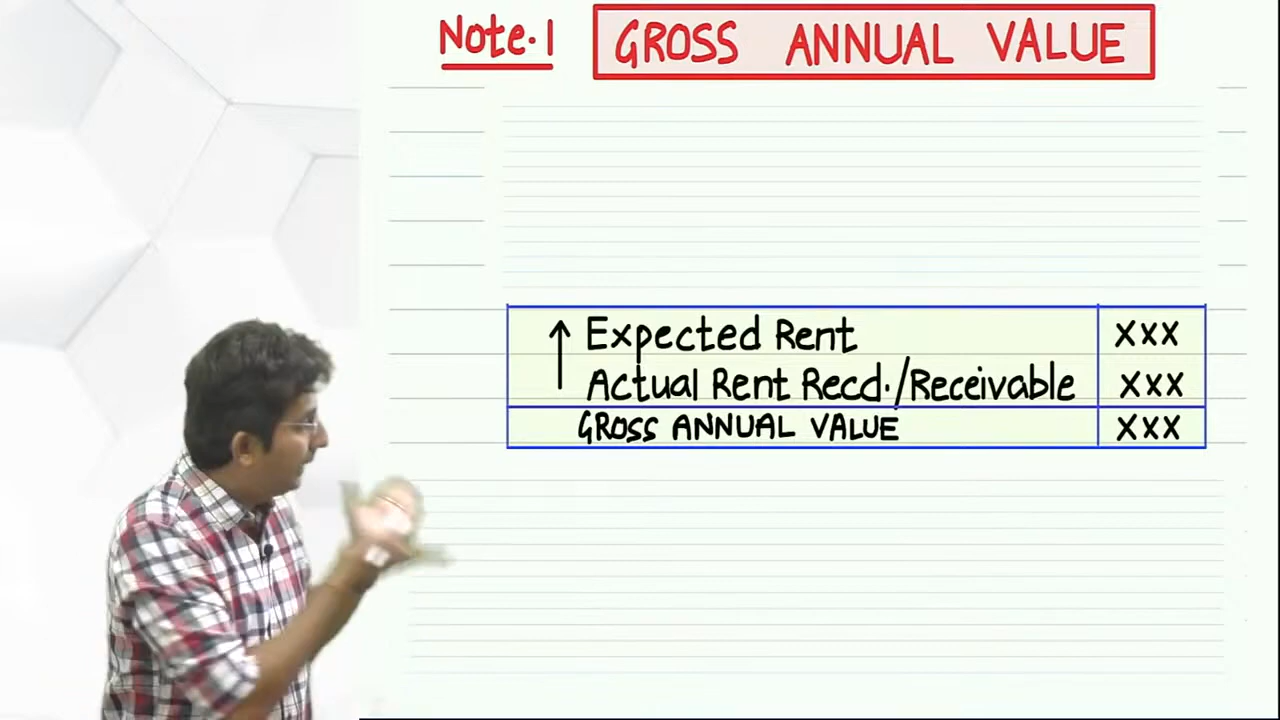 Note.1 GROSS ANNUAL VALUE
↑ Expected Rent XXX
Actual Rent Recd./Receivable XXX
GROSS ANNUAL VALUE XXX